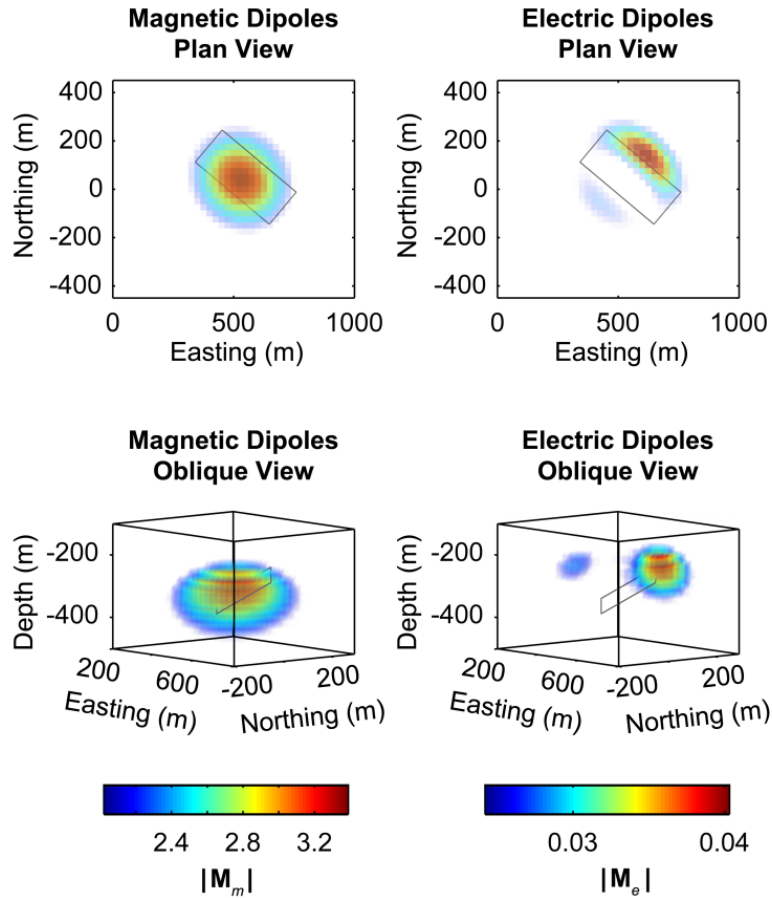 Magnetic Dipoles
Plan View
Electric Dipoles
Plan View
400
200
0
-200
-400
Northing (m)
0
500
1000
Easting (m)
400
200
0
-200
-400
Northing (m)
0
500
1000
Easting (m)
Magnetic Dipoles
Oblique View
Electric Dipoles
Oblique View
-200
-400
Depth (m)
200
600
-200
200
Easting (m)
Northing (m)
-200
-400
Depth (m)
200
600
-200
200
Easting (m)
Northing (m)
2.4
2.8
3.2
|Mm|
0.03
0.04
|Me|